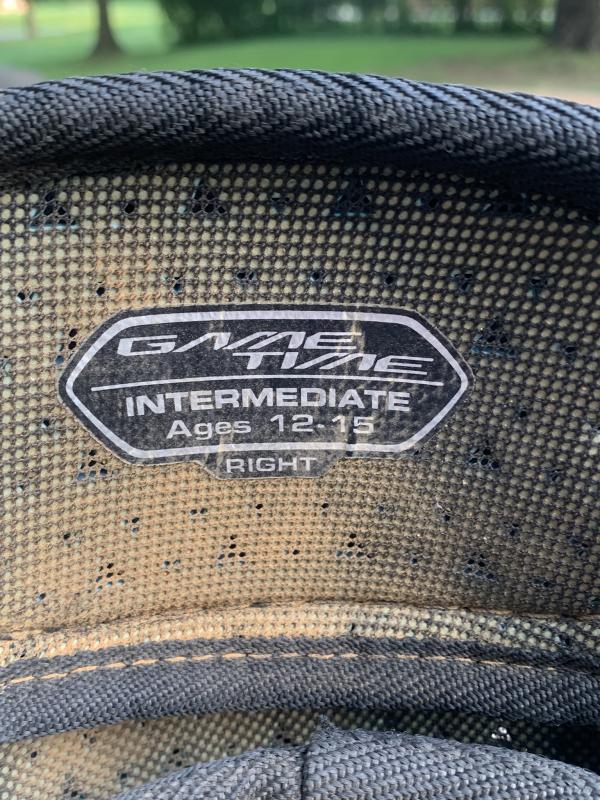 GAME
TIME
INTERMEDIATE
Ages 12-15
RIGHT